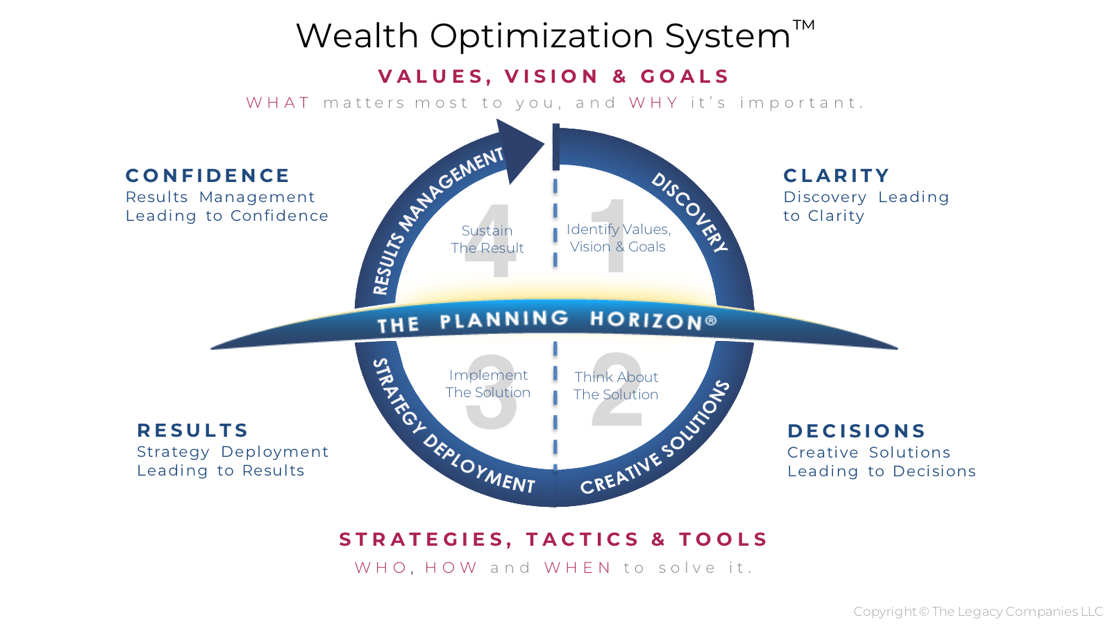 Wealth Optimization System™
VALUES, VISION & GOALS
WHAT matters most to you, and WHY it's important.
CONFIDENCE
Results Management
Leading to Confidence
CLARITY
Discovery Leading
to Clarity
RESULTS MANAGEMENT
DISCOVERY
4
Sustain
The Result
1
Identify Values,
Vision & Goals
THE PLANNING HORIZON®
3
Implement
The Solution
2
Think About
The Solution
STRATEGY DEPLOYMENT
CREATIVE SOLUTIONS
RESULTS
Strategy Deployment
Leading to Results
DECISIONS
Creative Solutions
Leading to Decisions
STRATEGIES, TACTICS & TOOLS
WHO, HOW and WHEN to solve it.
Copyright © The Legacy Companies LLC